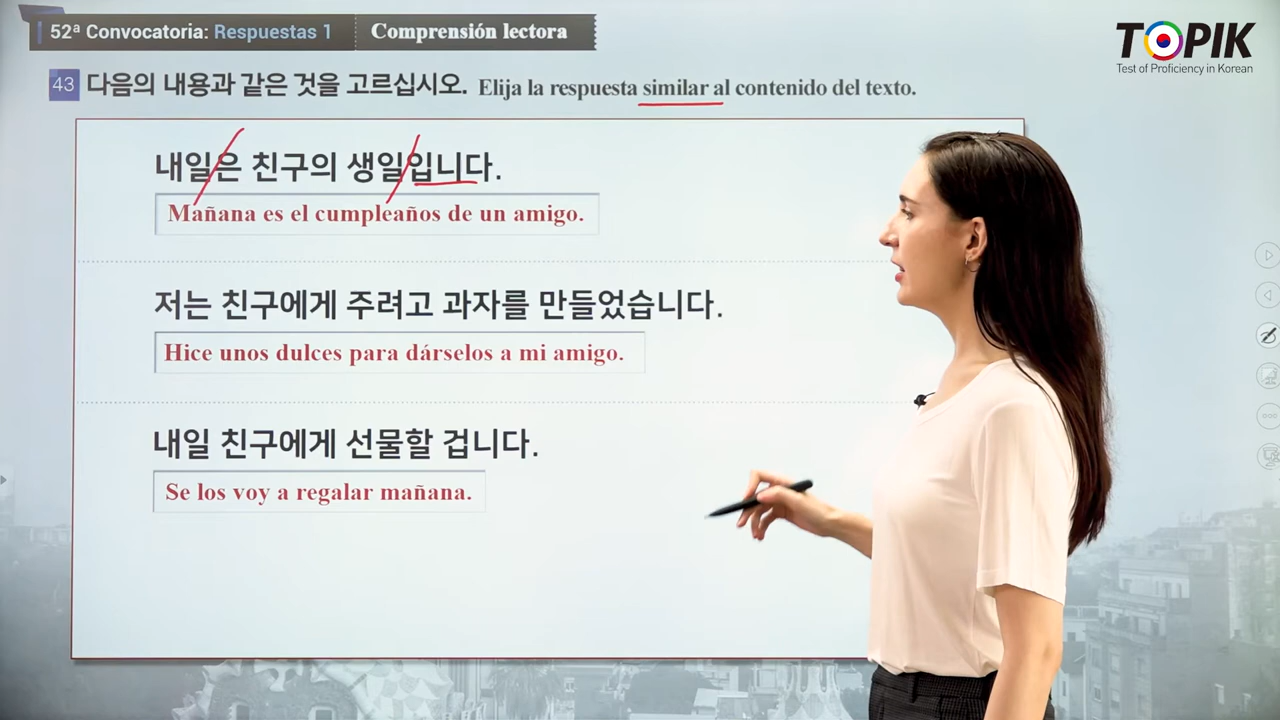 52ª Convocatoria: Respuestas 1 Comprensión lectora
TOPIK
Test of Proficiency in Korean
43 다음의 내용과 같은 것을 고르십시오. Elija la respuesta similar al contenido del texto.
내일은 친구의 생일입니다.
Mañana es el cumpleaños de un amigo.
저는 친구에게 주려고 과자를 만들었습니다.
Hice unos dulces para dárselos a mi amigo.
내일 친구에게 선물할 겁니다.
Se los voy a regalar mañana.